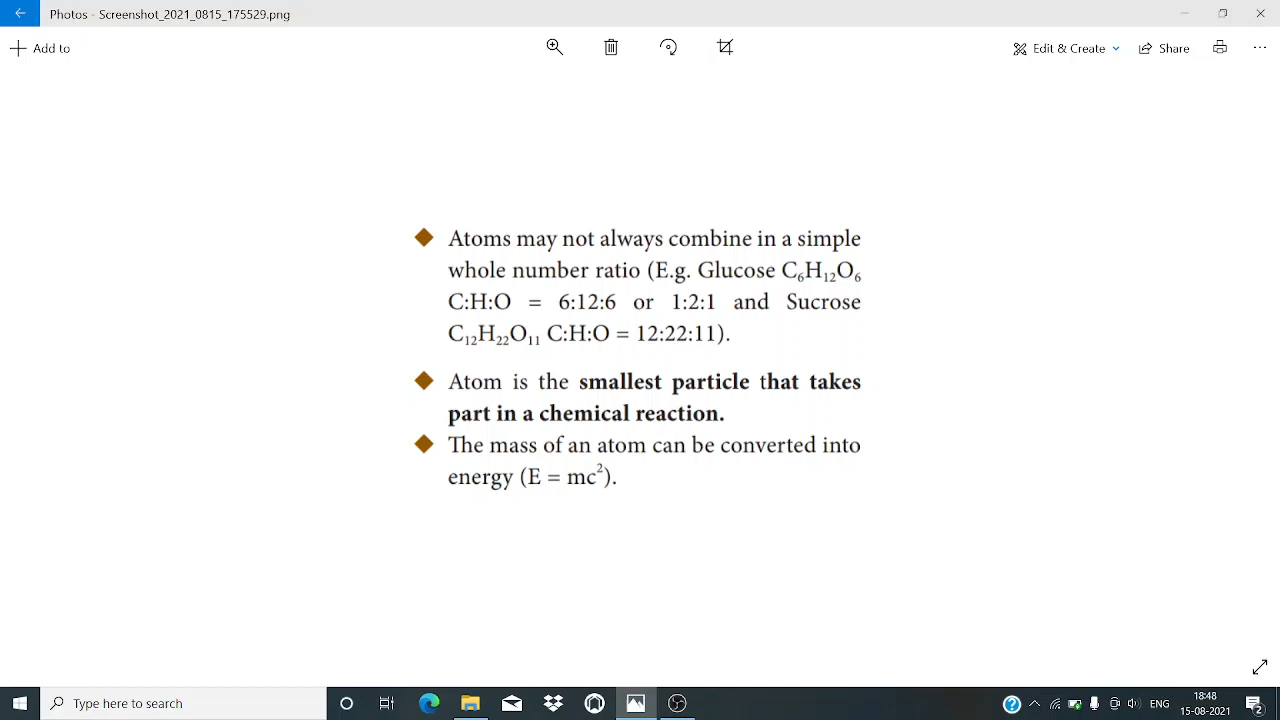 Photos - Screenshot_2021_0815_175529.png
Add to
Edit & Create
Share
◆ Atoms may not always combine in a simple
whole number ratio (E.g. Glucose C₆H₁₂O₆
C:H:O = 6:12:6 or 1:2:1 and Sucrose
C₁₂H₂₂O₁₁ C:H:O = 12:22:11).
◆ Atom is the smallest particle that takes
part in a chemical reaction.
◆ The mass of an atom can be converted into
energy (E = mc²).
Type here to search
ENG
18:48
15-08-2021
2